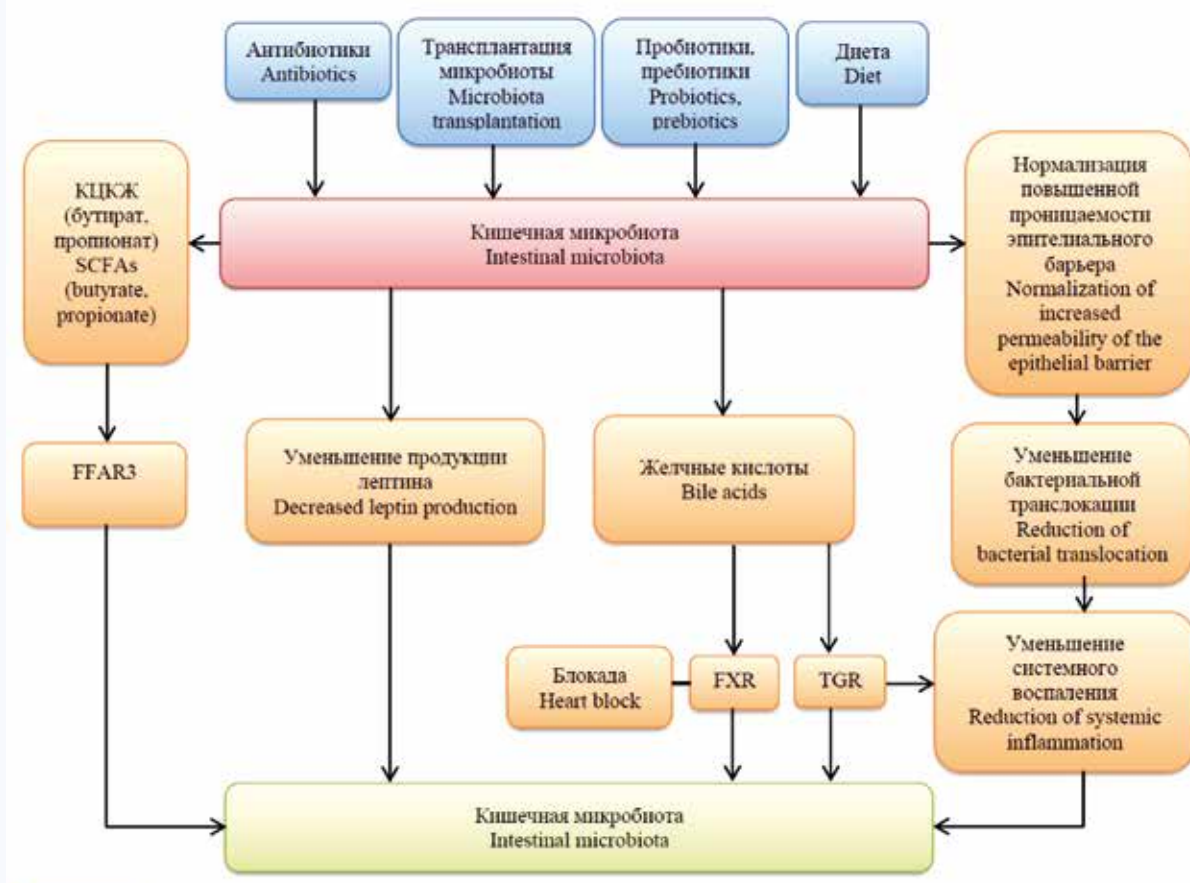 Антибиотики
Antibiotics
Трансплантация
микробиоты
Microbiota
transplantation
Пробиотики,
пребиотики
Probiotics,
prebiotics
Диета
Diet
КЦКЖ
(бутират,
пропионат)
SCFAs
(butyrate,
propionate)
Кишечная микробиота
Intestinal microbiota
Нормализация
повышенной
проницаемости
эпителиального
барьера
Normalization of
increased
permeability of the
epithelial barrier
FFAR3
Уменьшение продукции
лептина
Decreased leptin production
Желчные кислоты
Bile acids
Уменьшение
бактериальной
транслокации
Reduction of
bacterial translocation
Блокада
Heart block
FXR
TGR
Уменьшение
системного
воспаления
Reduction of systemic
inflammation
Кишечная микробиота
Intestinal microbiota